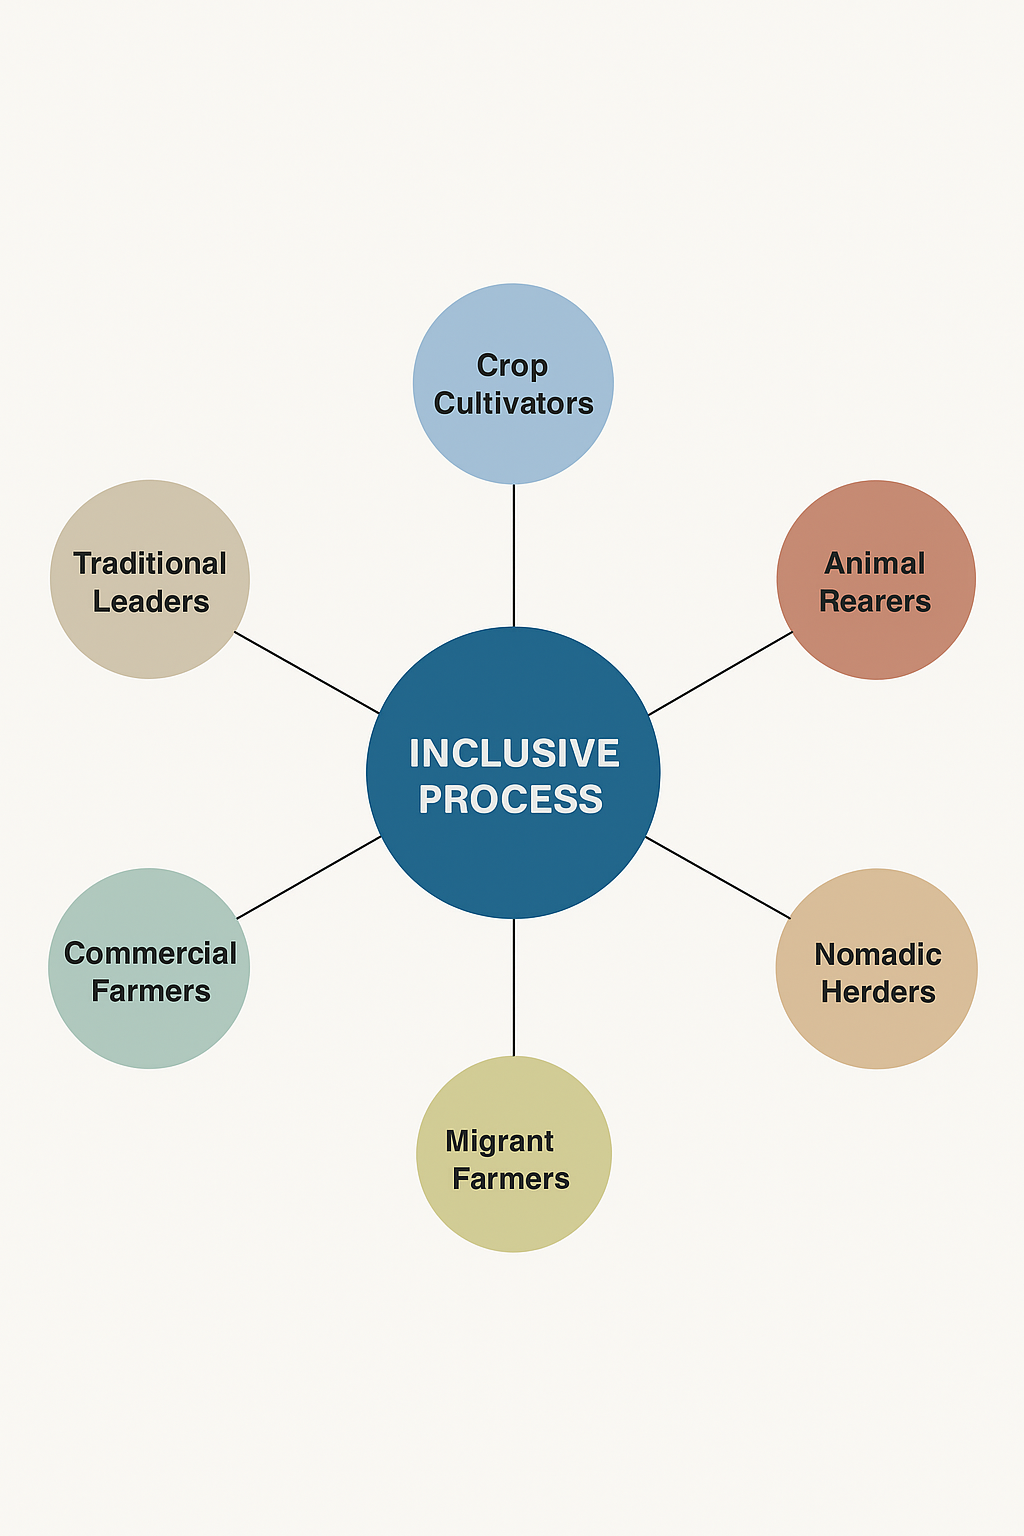 Crop
Cultivators
Traditional
Leaders
Animal
Rearers
INCLUSIVE
PROCESS
Commercial
Farmers
Nomadic
Herders
Migrant
Farmers